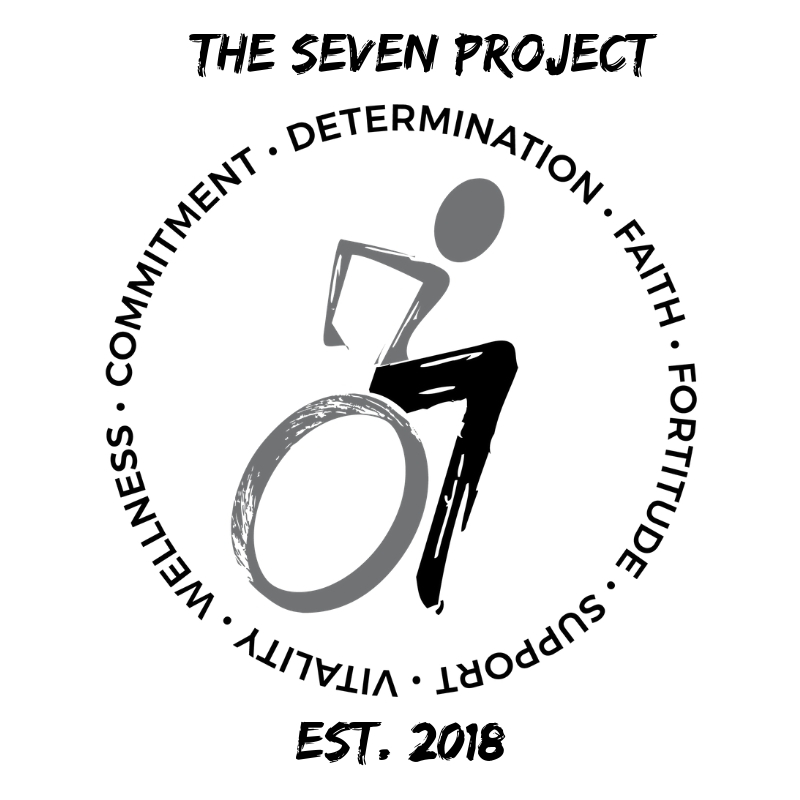 THE SEVEN PROJECT
COMMITMENT • DETERMINATION • FAITH • FORTITUDE • SUPPORT • VITALITY • WELLNESS •
EST. 2018